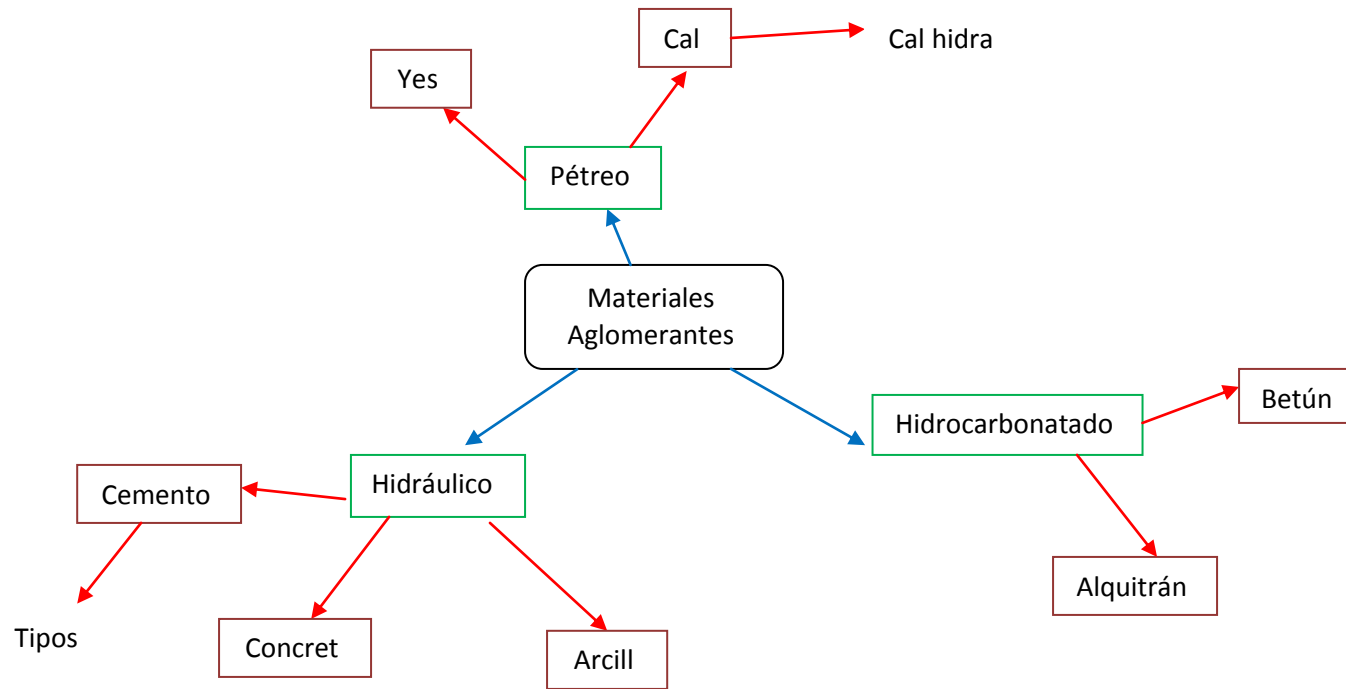 Cal
Cal hidra
Yes
Pétreo
Materiales
Aglomerantes
Betún
Hidrocarbonatado
Hidráulico
Cemento
Alquitrán
Tipos
Concret
Arcill